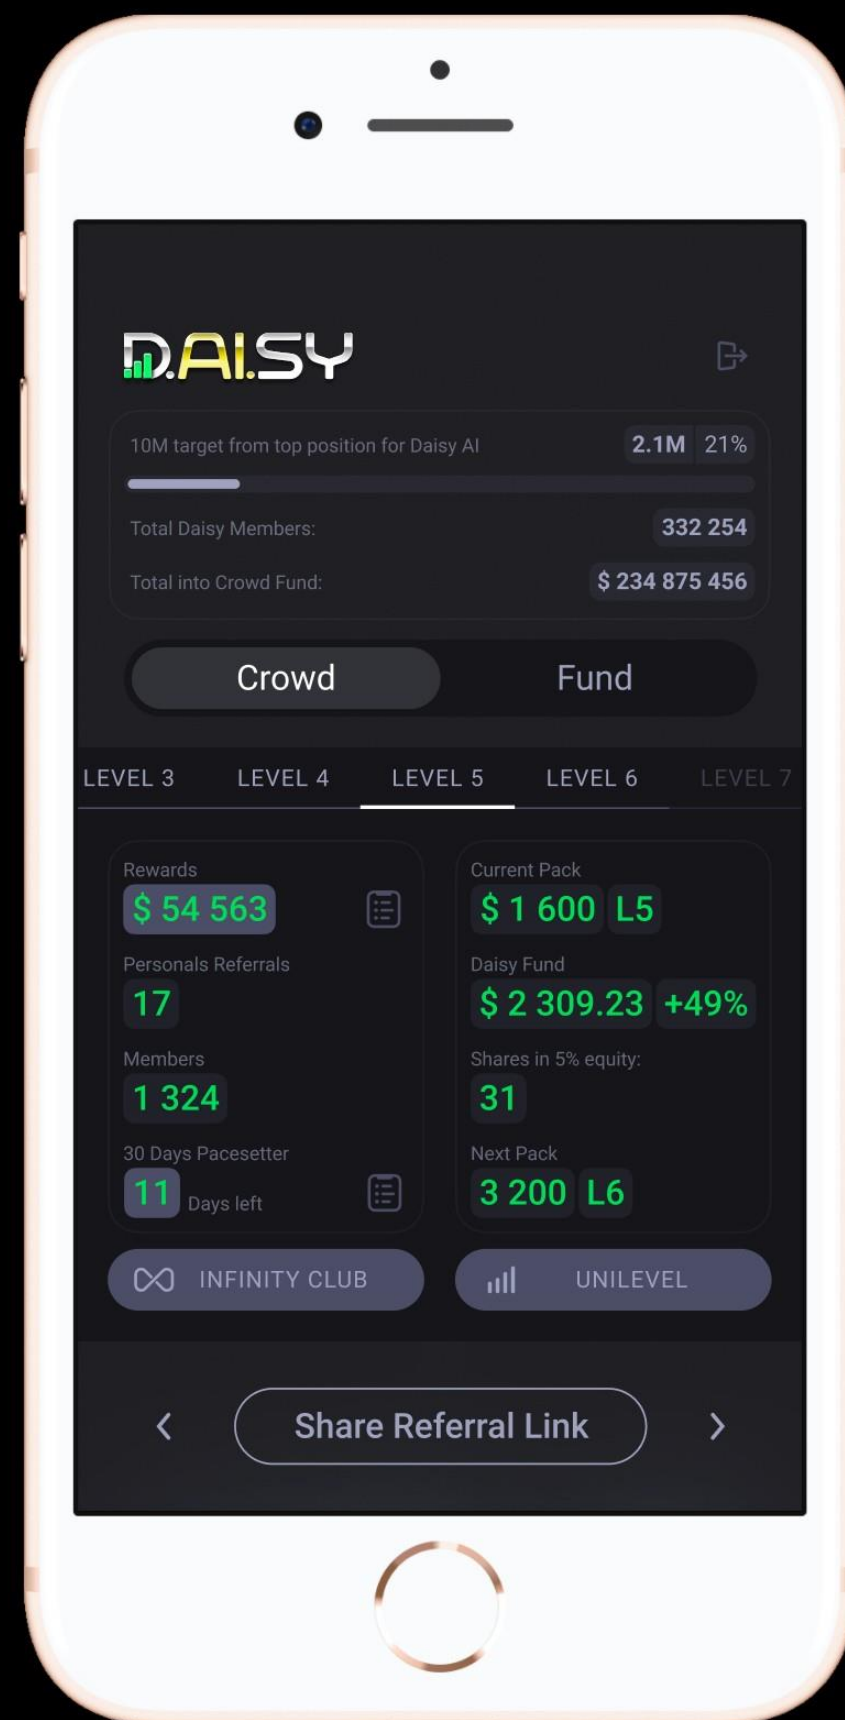 D.AI.SY
10M target from top position for Daisy AI 2.1M 21%
Total Daisy Members: 332 254
Total into Crowd Fund: $ 234 875 456
Crowd Fund
LEVEL 3 LEVEL 4 LEVEL 5 LEVEL 6 LEVEL 7
Rewards
$ 54 563
Personals Referrals
17
Members
1 324
30 Days Pacesetter
11 Days left
Current Pack
$ 1 600 L5
Daisy Fund
$ 2 309.23 +49%
Shares in 5% equity:
31
Next Pack
3 200 L6
INFINITY CLUB
UNILEVEL
Share Referral Link